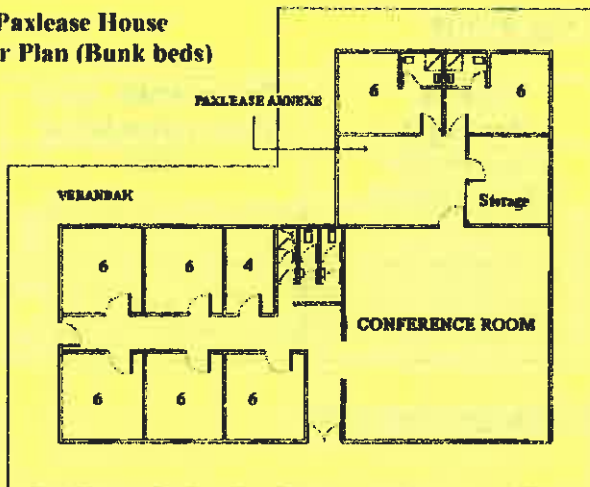 Paxlease House
r Plan (Bunk beds)
PAXLEASE ANNEXE
6 6
VERANDAH
Storage
6 6 4
CONFERENCE ROOM
6 6 6